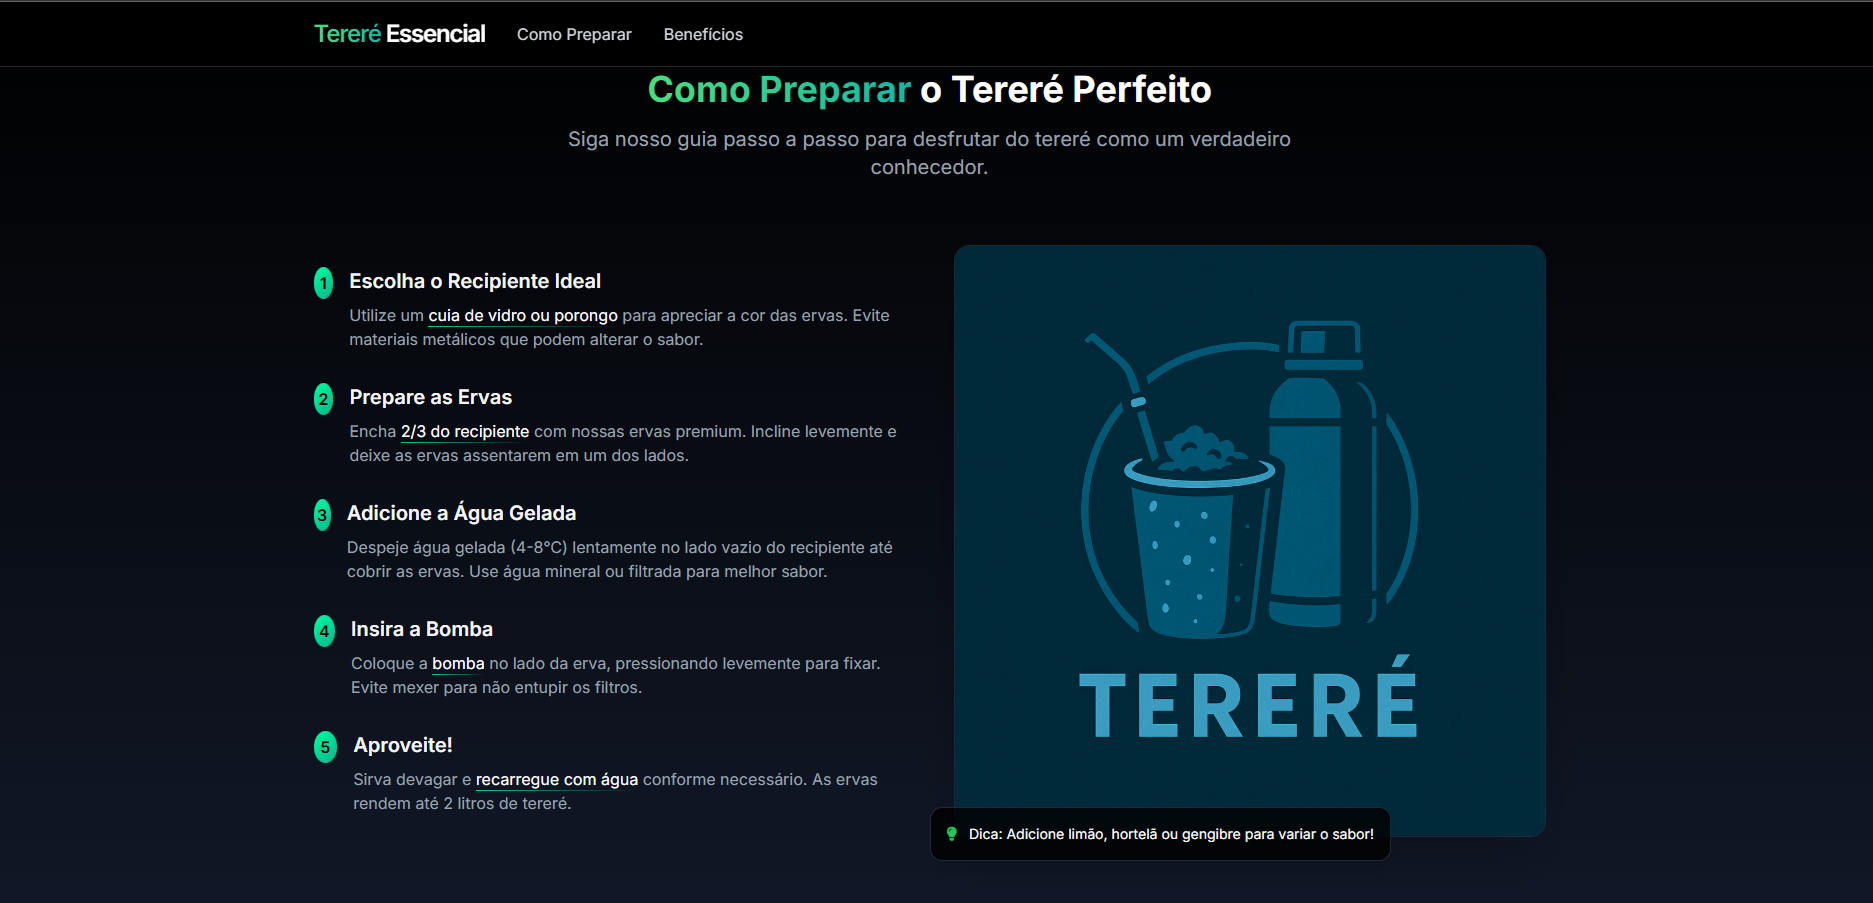 Tereré Essencial Como Preparar Benefícios
Como Preparar o Tereré Perfeito
Siga nosso guia passo a passo para desfrutar do tereré como um verdadeiro
conhecedor.
1 Escolha o Recipiente Ideal
Utilize um cuia de vidro ou porongo para apreciar a cor das ervas. Evite
materiais metálicos que podem alterar o sabor.
2 Prepare as Ervas
Encha 2/3 do recipiente com nossas ervas premium. Incline levemente e
deixe as ervas assentarem em um dos lados.
3 Adicione a Água Gelada
Despeje água gelada (4-8°C) lentamente no lado vazio do recipiente até
cobrir as ervas. Use água mineral ou filtrada para melhor sabor.
4 Insira a Bomba
Coloque a bomba no lado da erva, pressionando levemente para fixar.
Evite mexer para não entupir os filtros.
5 Aproveite!
Sirva devagar e recarregue com água conforme necessário. As ervas
rendem até 2 litros de tereré.
TERERÉ
Dica: Adicione limão, hortelã ou gengibre para variar o sabor!